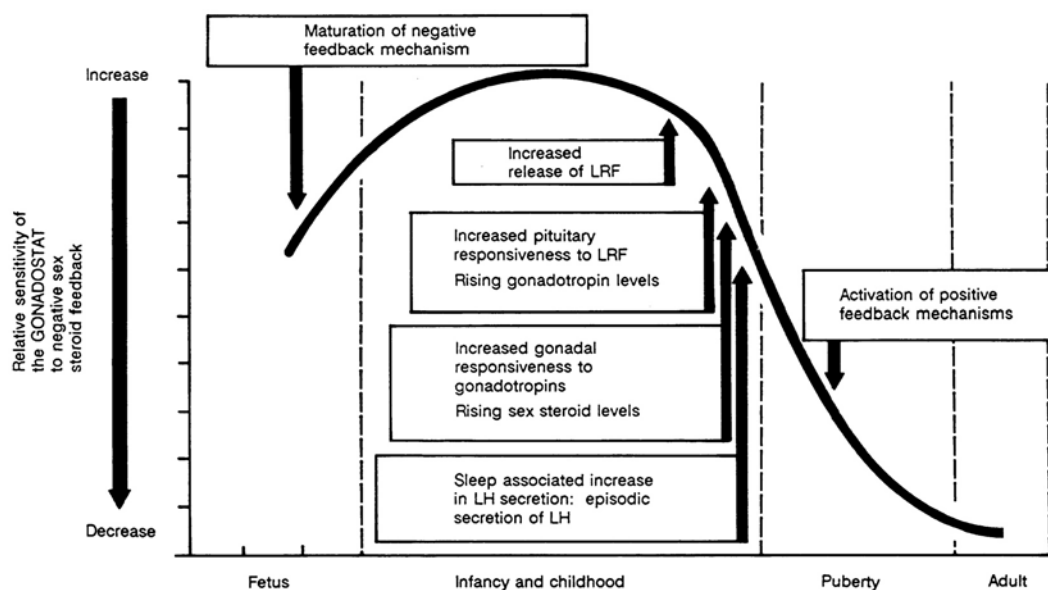 Maturation of negative
feedback mechanism
Increase
Increased
release of LRF
Relative sensitivity of
the GONADOSTAT
to negative sex
steroid feedback
Increased pituitary
responsiveness to LRF
Rising gonadotropin levels
Activation of positive
feedback mechanisms
Increased gonadal
responsiveness to
gonadotropins
Rising sex steroid levels
Sleep associated increase
in LH secretion: episodic
secretion of LH
Decrease
Fetus
Infancy and childhood
Puberty
Adult